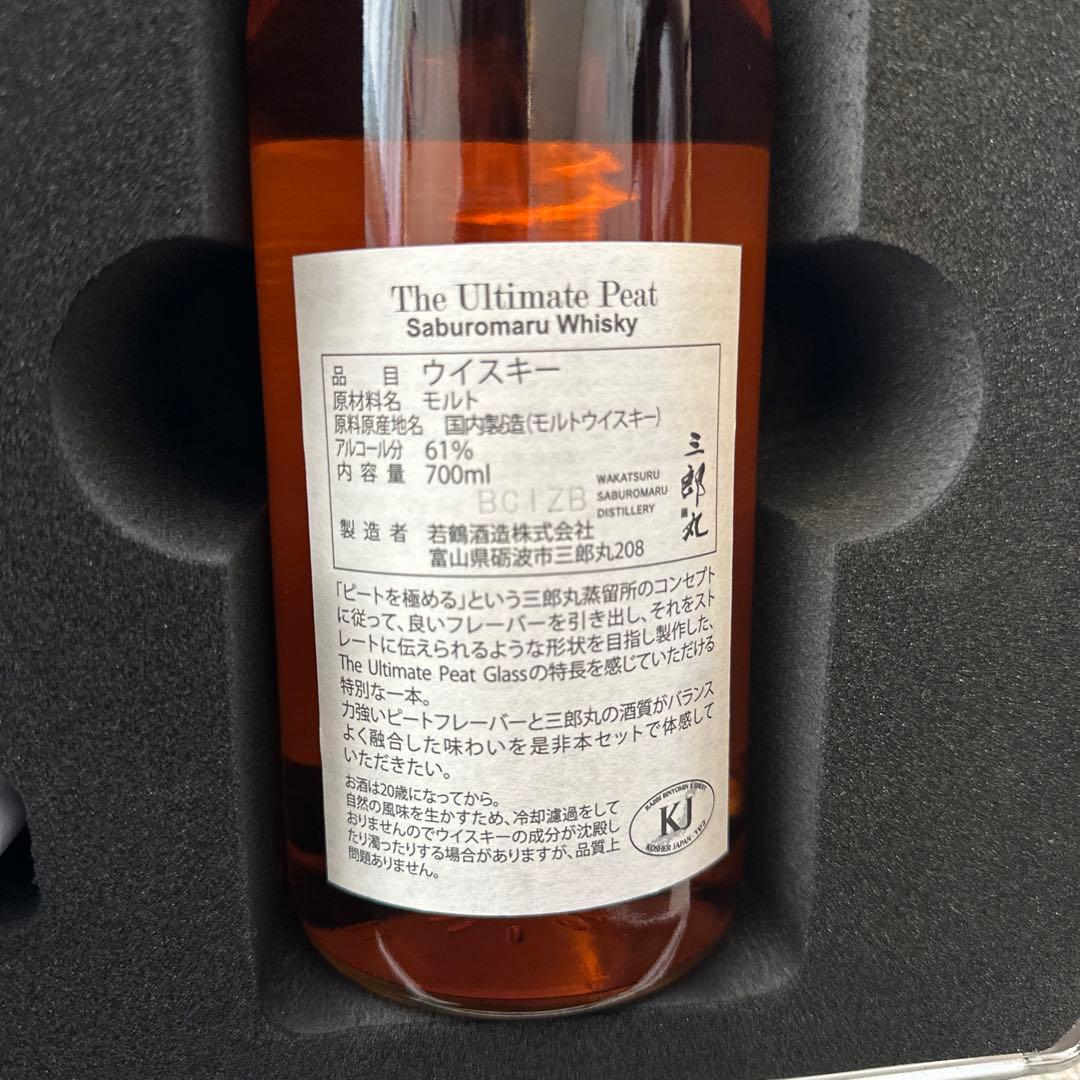 The Ultimate Peat
Saburomaru Whisky
品 目 ウイスキー
原材料名 モルト
原料原産地名 国内製造(モルトウイスキー)
アルコール分 61%
内容量 700ml
BCIZB
WAKATSURU
SABUROMARU
DISTILLERY
三郎丸
製造者 若鶴酒造株式会社
富山県砺波市三郎丸208
「ピートを極める」という三郎丸蒸留所のコンセプト
に従って、良いフレーバーを引き出し、それをスト
レートに伝えられるような形状を目指し製作した、
The Ultimate Peat Glassの特長を感じていただける
特別な一本。
力強いピートフレーバーと三郎丸の酒質がバランス
よく融合した味わいを是非本セットで体感して
いただきたい。
お酒は20歳になってから。
自然の風味を生かすため、冷却濾過をして
おりませんのでウイスキーの成分が沈殿し
たり濁ったりする場合がありますが、品質上
問題ありません。
KJ
KOSHER JAPAN